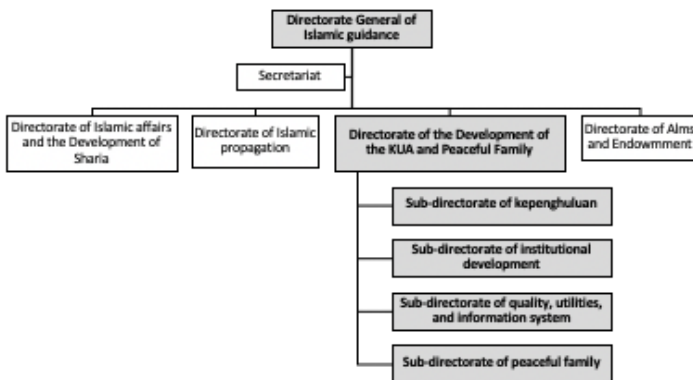 Directorate General of
Islamic guidance
Secretariat
Directorate of Islamic affairs
and the Development of
Sharia
Directorate of Islamic
propagation
Directorate of the Development of
the KUA and Peaceful Family
Directorate of Alms
and Endowmment
Sub-directorate of kepenghuluan
Sub-directorate of institutional
development
Sub-directorate of quality, utilities,
and information system
Sub-directorate of peaceful family